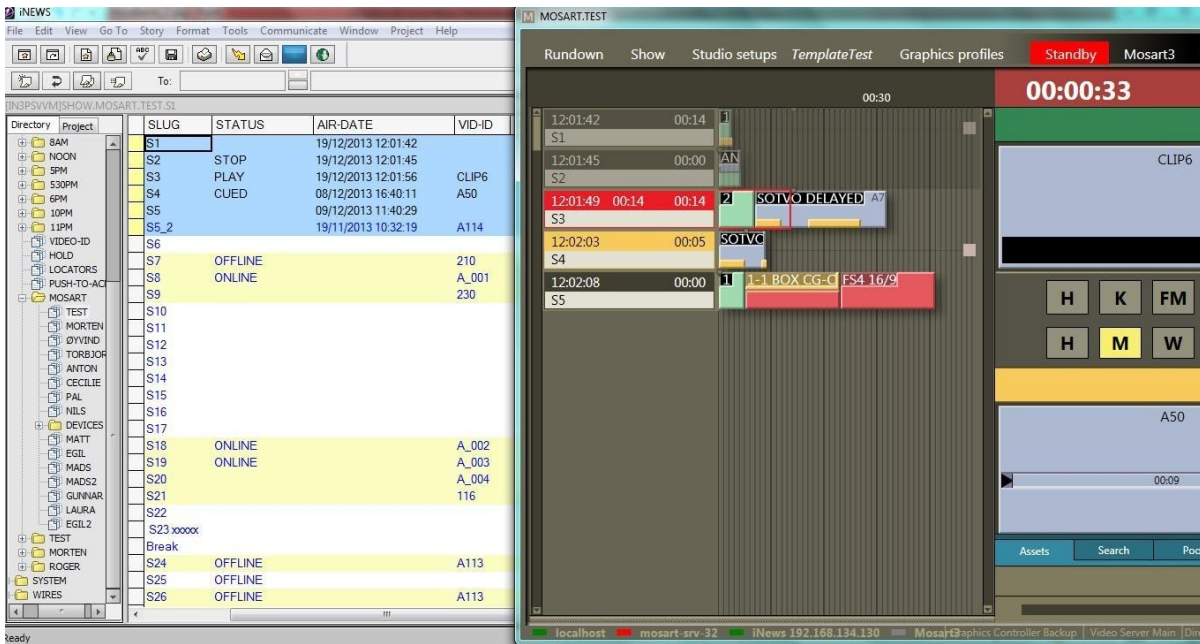 iNEWS
File Edit View Go To Story Format Tools Communicate Window Project Help
To:
[IN3PSVVM]SHOW.MOSART.TEST.S1
Directory Project
8AM
NOON
5PM
530PM
6PM
10PM
11PM
VIDEO-ID
HOLD
LOCATORS
PUSH-TO-ACI
MOSART
TEST
MORTEN
ØYVIND
TORBJOR
ANTON
CECILIE
PAL
NILS
DEVICES
MATT
EGIL
MADS
MADS2
GUNNAR
LAURA
EGIL2
TEST
MORTEN
ROGER
SYSTEM
WIRES
SLUG STATUS AIR-DATE VID-ID
S1 19/12/2013 12:01:42
S2 STOP 19/12/2013 12:01:45
S3 PLAY 19/12/2013 12:01:56 CLIP6
S4 CUED 08/12/2013 16:40:11 A50
S5 09/12/2013 11:40:29
S5_2 19/11/2013 10:32:19 A114
S6
S7 OFFLINE 210
S8 ONLINE A_001
S9 230
S10
S11
S12
S13
S14
S15
S16
S17
S18 ONLINE A_002
S19 ONLINE A_003
S20 A_004
S21 116
S22
S23 xxxxx
Break
S24 OFFLINE A113
S25 OFFLINE
S26 OFFLINE A113
Ready
M MOSART.TEST
Rundown Show Studio setups TemplateTest Graphics profiles Standby Mosart3
00:30
00:00:33
12:01:42 00:14 1
S1
12:01:45 00:00 AN
S2
12:01:49 00:14 00:14 2 SOTVO DELAYED A7
S3
12:02:03 00:05 SOTVO
S4
12:02:08 00:00 1 1-1 BOX CG-C FS4 16/9
S5
CLIP6
H K FM
H M W
A50
00:09
Assets Search Poo
localhost mosart-srv-32 iNews 192.168.134.130 Mosart3 Graphics Controller Backup Video Server Main